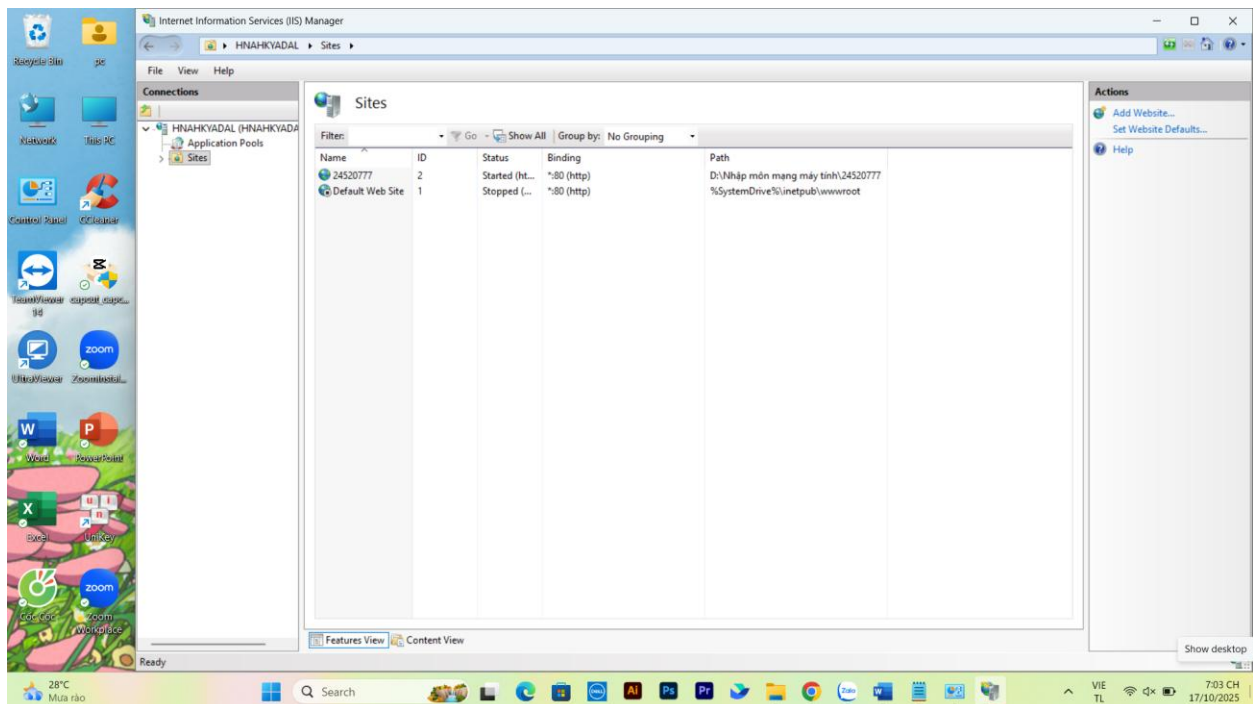 Internet Information Services (IIS) Manager
HNAHKYADAL Sites
File View Help
Connections
HNAHKYADAL (HNAHKYADA
Application Pools
Sites
Sites
Filter: Go Show All Group by: No Grouping
Name ID Status Binding Path
24520777 2 Started (ht... *:80 (http) D:\Nhập môn mạng máy tính\24520777
Default Web Site 1 Stopped (... *:80 (http) %SystemDrive%\inetpub\wwwroot
Features View Content View
Ready
Actions
Add Website...
Set Website Defaults...
Help
Show desktop
Recycle Bin pc
Network This PC
Control Panel CCleaner
TeamViewer capcut_capc...
UltraViewer ZoomInstal...
zoom
Word PowerPoint
Excel UniKey
Cốc Cốc Zoom Workplace
zoom
28°C
Mưa rào
Search
Zalo
VIE
TL
7:03 CH
17/10/2025